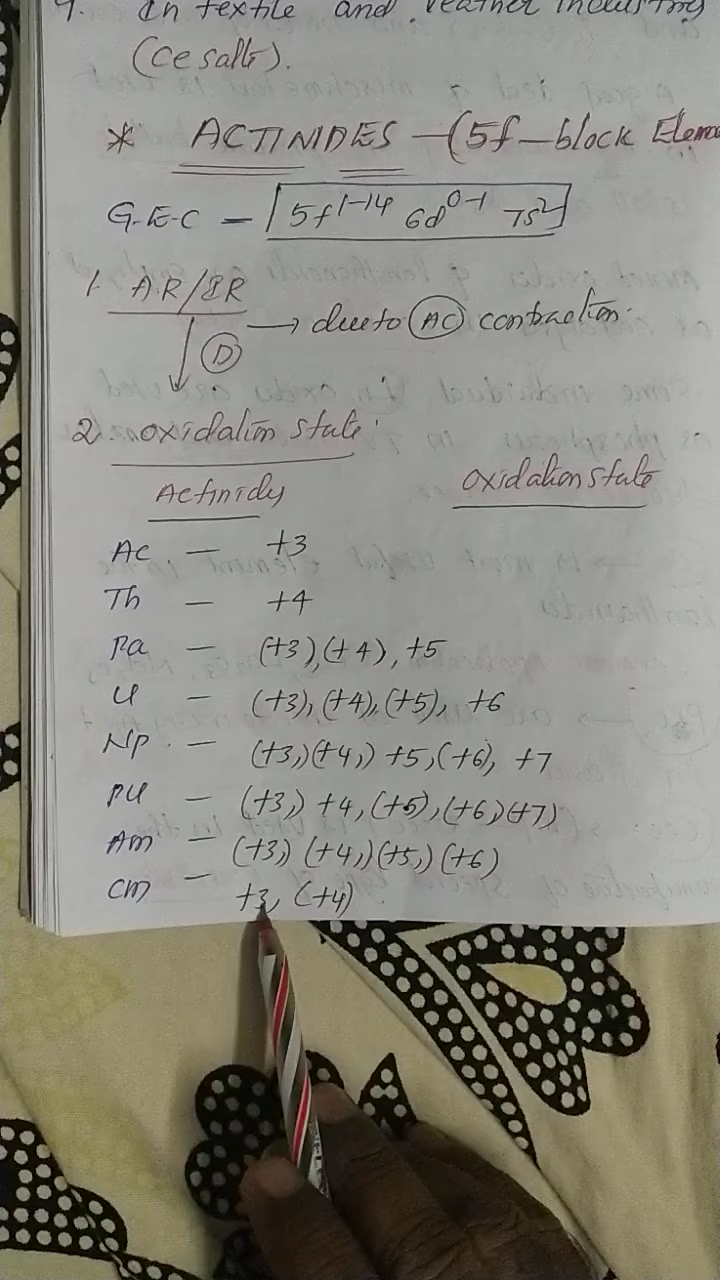 9. In textile and leather industry
(Ce salts).
* ACTINIDES - (5f-block Eleme
G.E.C - [5f1-14 6d0-1 7s2]
1. A.R/IR
↓ (D) → due to (AC) contraction.
2. oxidation state:
Actinides
oxidation state
Ac - +3
Th - +4
Pa - (+3), (+4), +5
U - (+3), (+4), (+5), +6
Np - (+3,) (+4,) +5, (+6), +7
Pu - (+3,) +4, (+5), (+6,) (+7)
Am - (+3,) (+4,) (+5,) (+6)
Cm - +3, (+4)